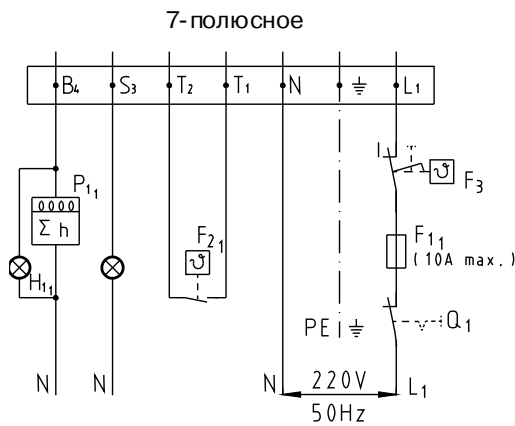 7-полюсное
B4 S3 T2 T1 N L1
P11
F3
Σ h
F21
F11
(10A max.)
H11
PE
Q1
N N N 220V L1
50Hz